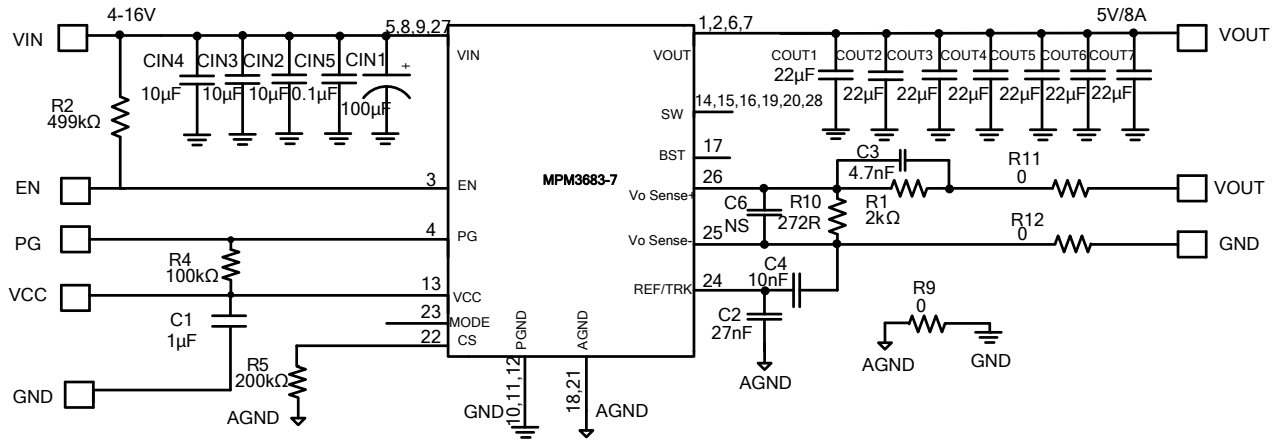 4-16V
5,8,9,27
1,2,6,7
5V/8A
VIN
VIN
VOUT
VOUT
CIN4
CIN3
CIN2
CIN5
CIN1
+
10µF
10µF
10µF
0.1µF
100µF
COUT1
COUT2
COUT3
COUT4
COUT5
COUT6
COUT7
22µF
22µF
22µF
22µF
22µF
22µF
22µF
R2
499kΩ
14,15,16,19,20,28
SW
17
BST
MPM3683-7
EN
3
EN
26
Vo Sense+
C3
4.7nF
R1
2kΩ
R11
0
VOUT
C6
NS
R10
272R
PG
4
PG
25
Vo Sense-
R12
0
GND
R4
100kΩ
C4
10nF
24
REF/TRK
VCC
13
VCC
23
MODE
22
CS
C1
1µF
C2
27nF
R9
0
AGND
GND
AGND
R5
200kΩ
GND
AGND
PGND
AGND
GND
10,11,12
18,21
AGND